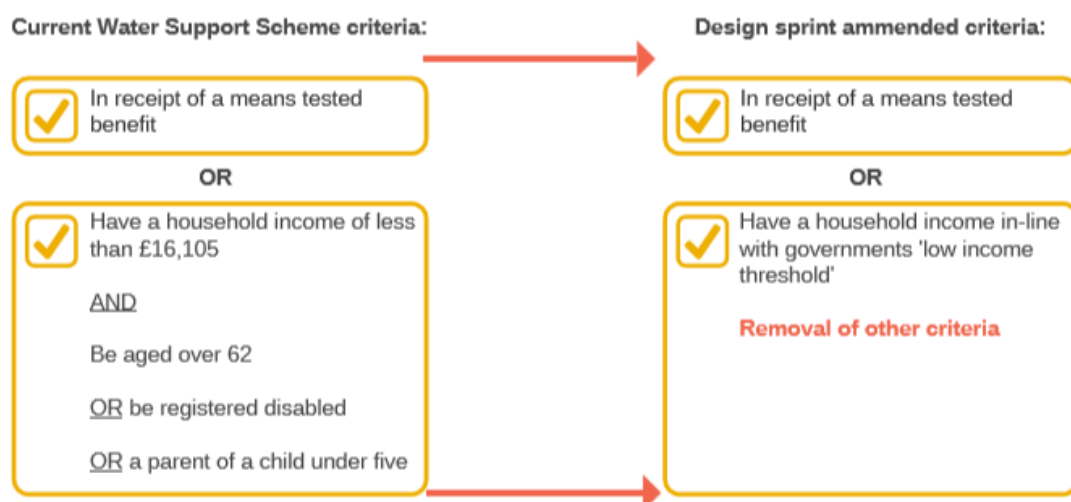 Current Water Support Scheme criteria:
In receipt of a means tested
benefit
OR
Have a household income of less
than £16,105
AND
Be aged over 62
OR be registered disabled
OR a parent of a child under five
Design sprint ammended criteria:
In receipt of a means tested
benefit
OR
Have a household income in-line
with governments 'low income
threshold'
Removal of other criteria